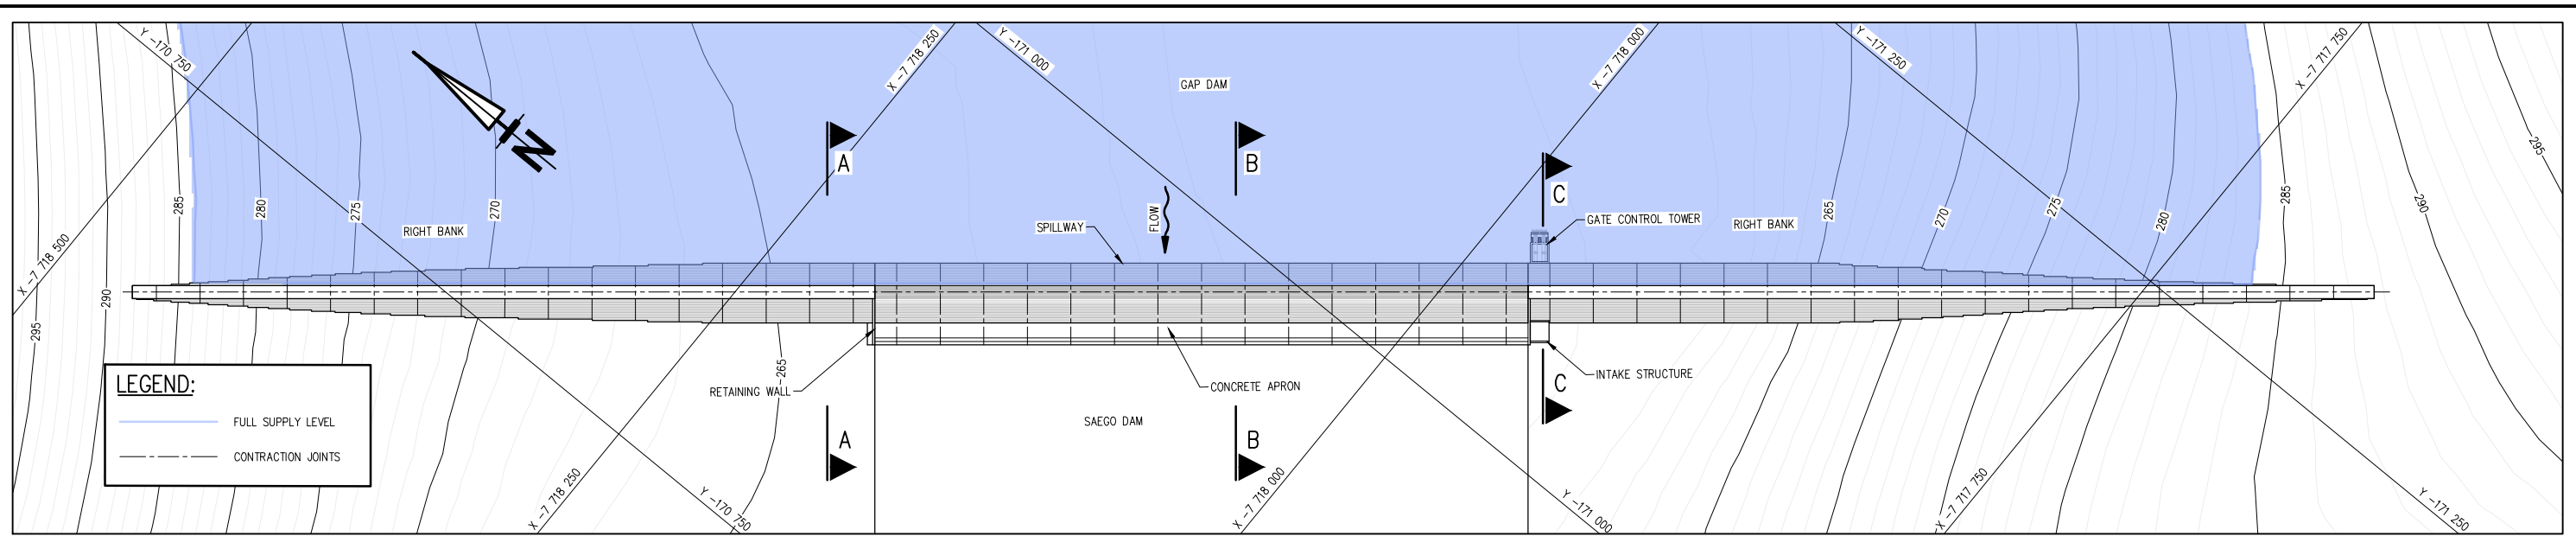 Y -170 750
X -7 718 250
Y -171 000
GAP DAM
X -7 718 000
Y -171 250
X -7 717 750
295
N
A
B
C
285
280
275
270
RIGHT BANK
SPILLWAY
FLOW
GATE CONTROL TOWER
RIGHT BANK
265
270
275
280
285
290
X -7 718 500
290
295
265
LEGEND:
FULL SUPPLY LEVEL
CONTRACTION JOINTS
RETAINING WALL
CONCRETE APRON
INTAKE STRUCTURE
C
SAEGO DAM
A
B
X -7 718 250
Y -170 750
X -7 718 000
Y -171 000
X -7 717 750
Y -171 250